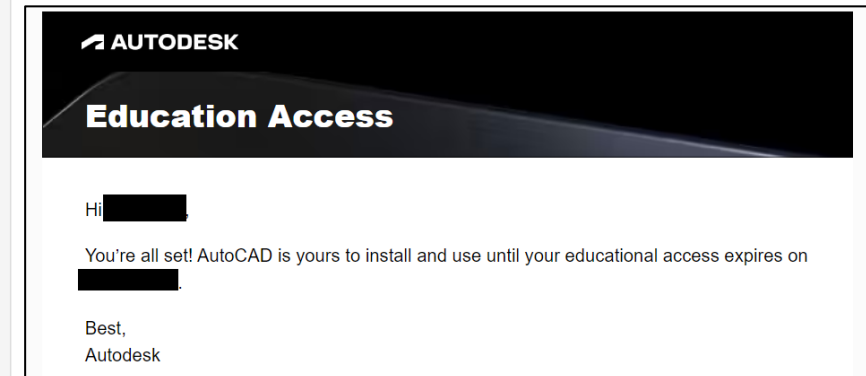 AUTODESK
Education Access
Hi ,
You're all set! AutoCAD is yours to install and use until your educational access expires on
.
Best,
Autodesk